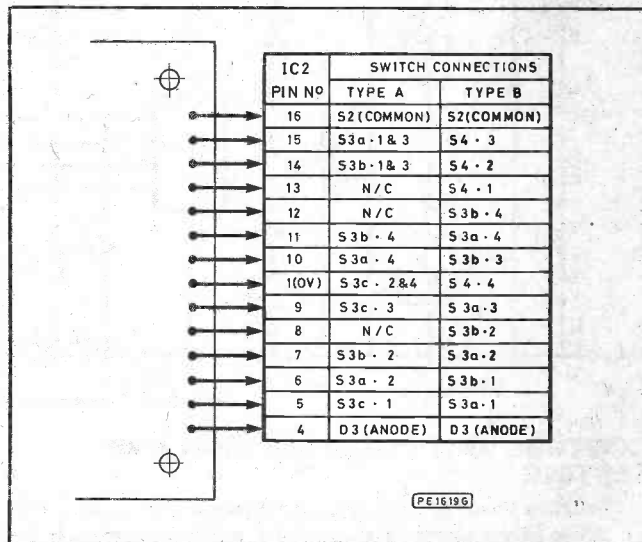 IC2 SWITCH CONNECTIONS
PIN Nº TYPE A TYPE B
16 S2 (COMMON) S2 (COMMON)
15 S3a · 1 & 3 S4 · 3
14 S3b · 1& 3 S4 · 2
13 N/C S4 · 1
12 N/C S3b · 4
11 S3b · 4 S3a · 4
10 S3a · 4 S3b · 3
1(0V) S3c · 2&4 S4 · 4
9 S3c · 3 S3a · 3
8 N/C S3b · 2
7 S3b · 2 S3a · 2
6 S3a · 2 S3b · 1
5 S3c · 1 S3a · 1
4 D3 (ANODE) D3 (ANODE)
PE1619G